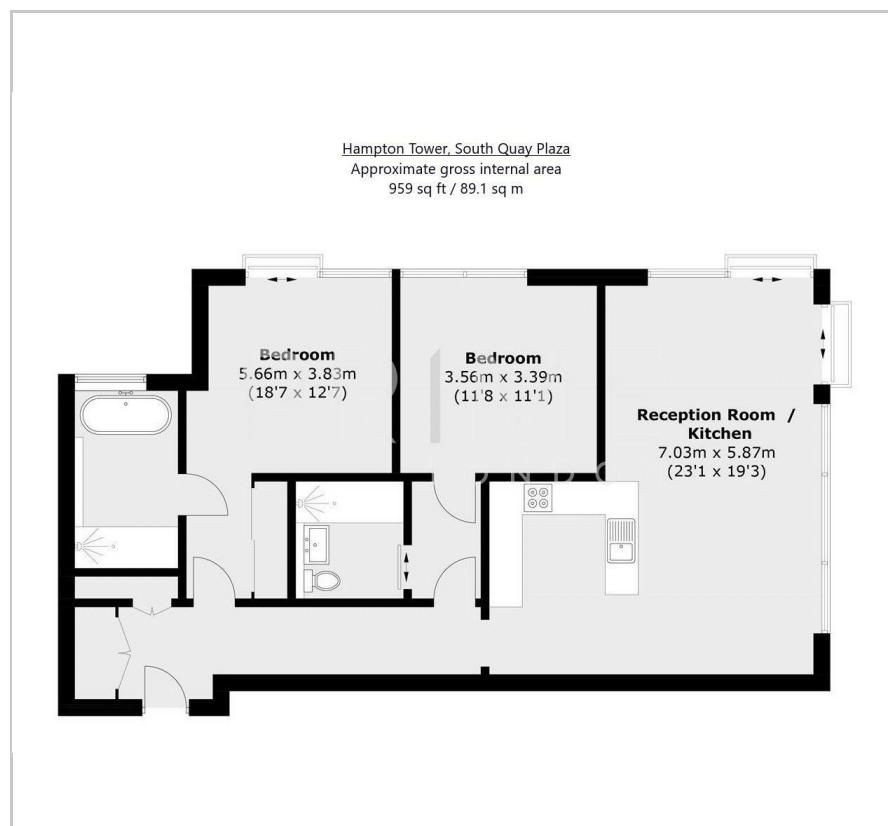 Hampton Tower, South Quay Plaza
Approximate gross internal area
959 sq ft / 89.1 sq m
Bedroom
5.66m x 3.83m
(18'7 x 12'7)
Bedroom
3.56m x 3.39m
(11'8 x 11'1)
Reception Room /
Kitchen
7.03m x 5.87m
(23'1 x 19'3)